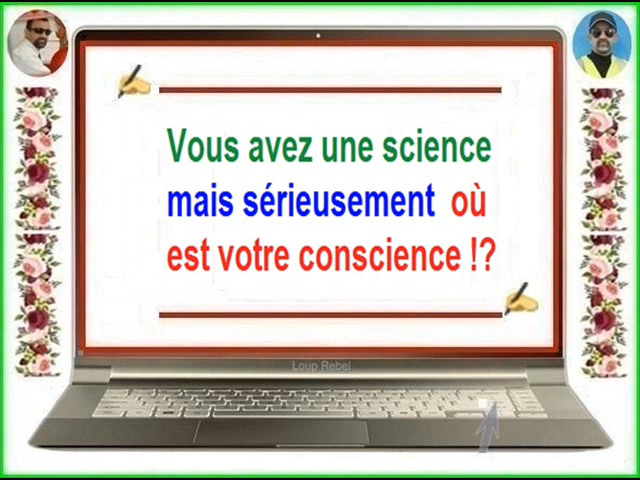 Vous avez une science
mais sérieusement où
est votre conscience !?
Loup Rebel